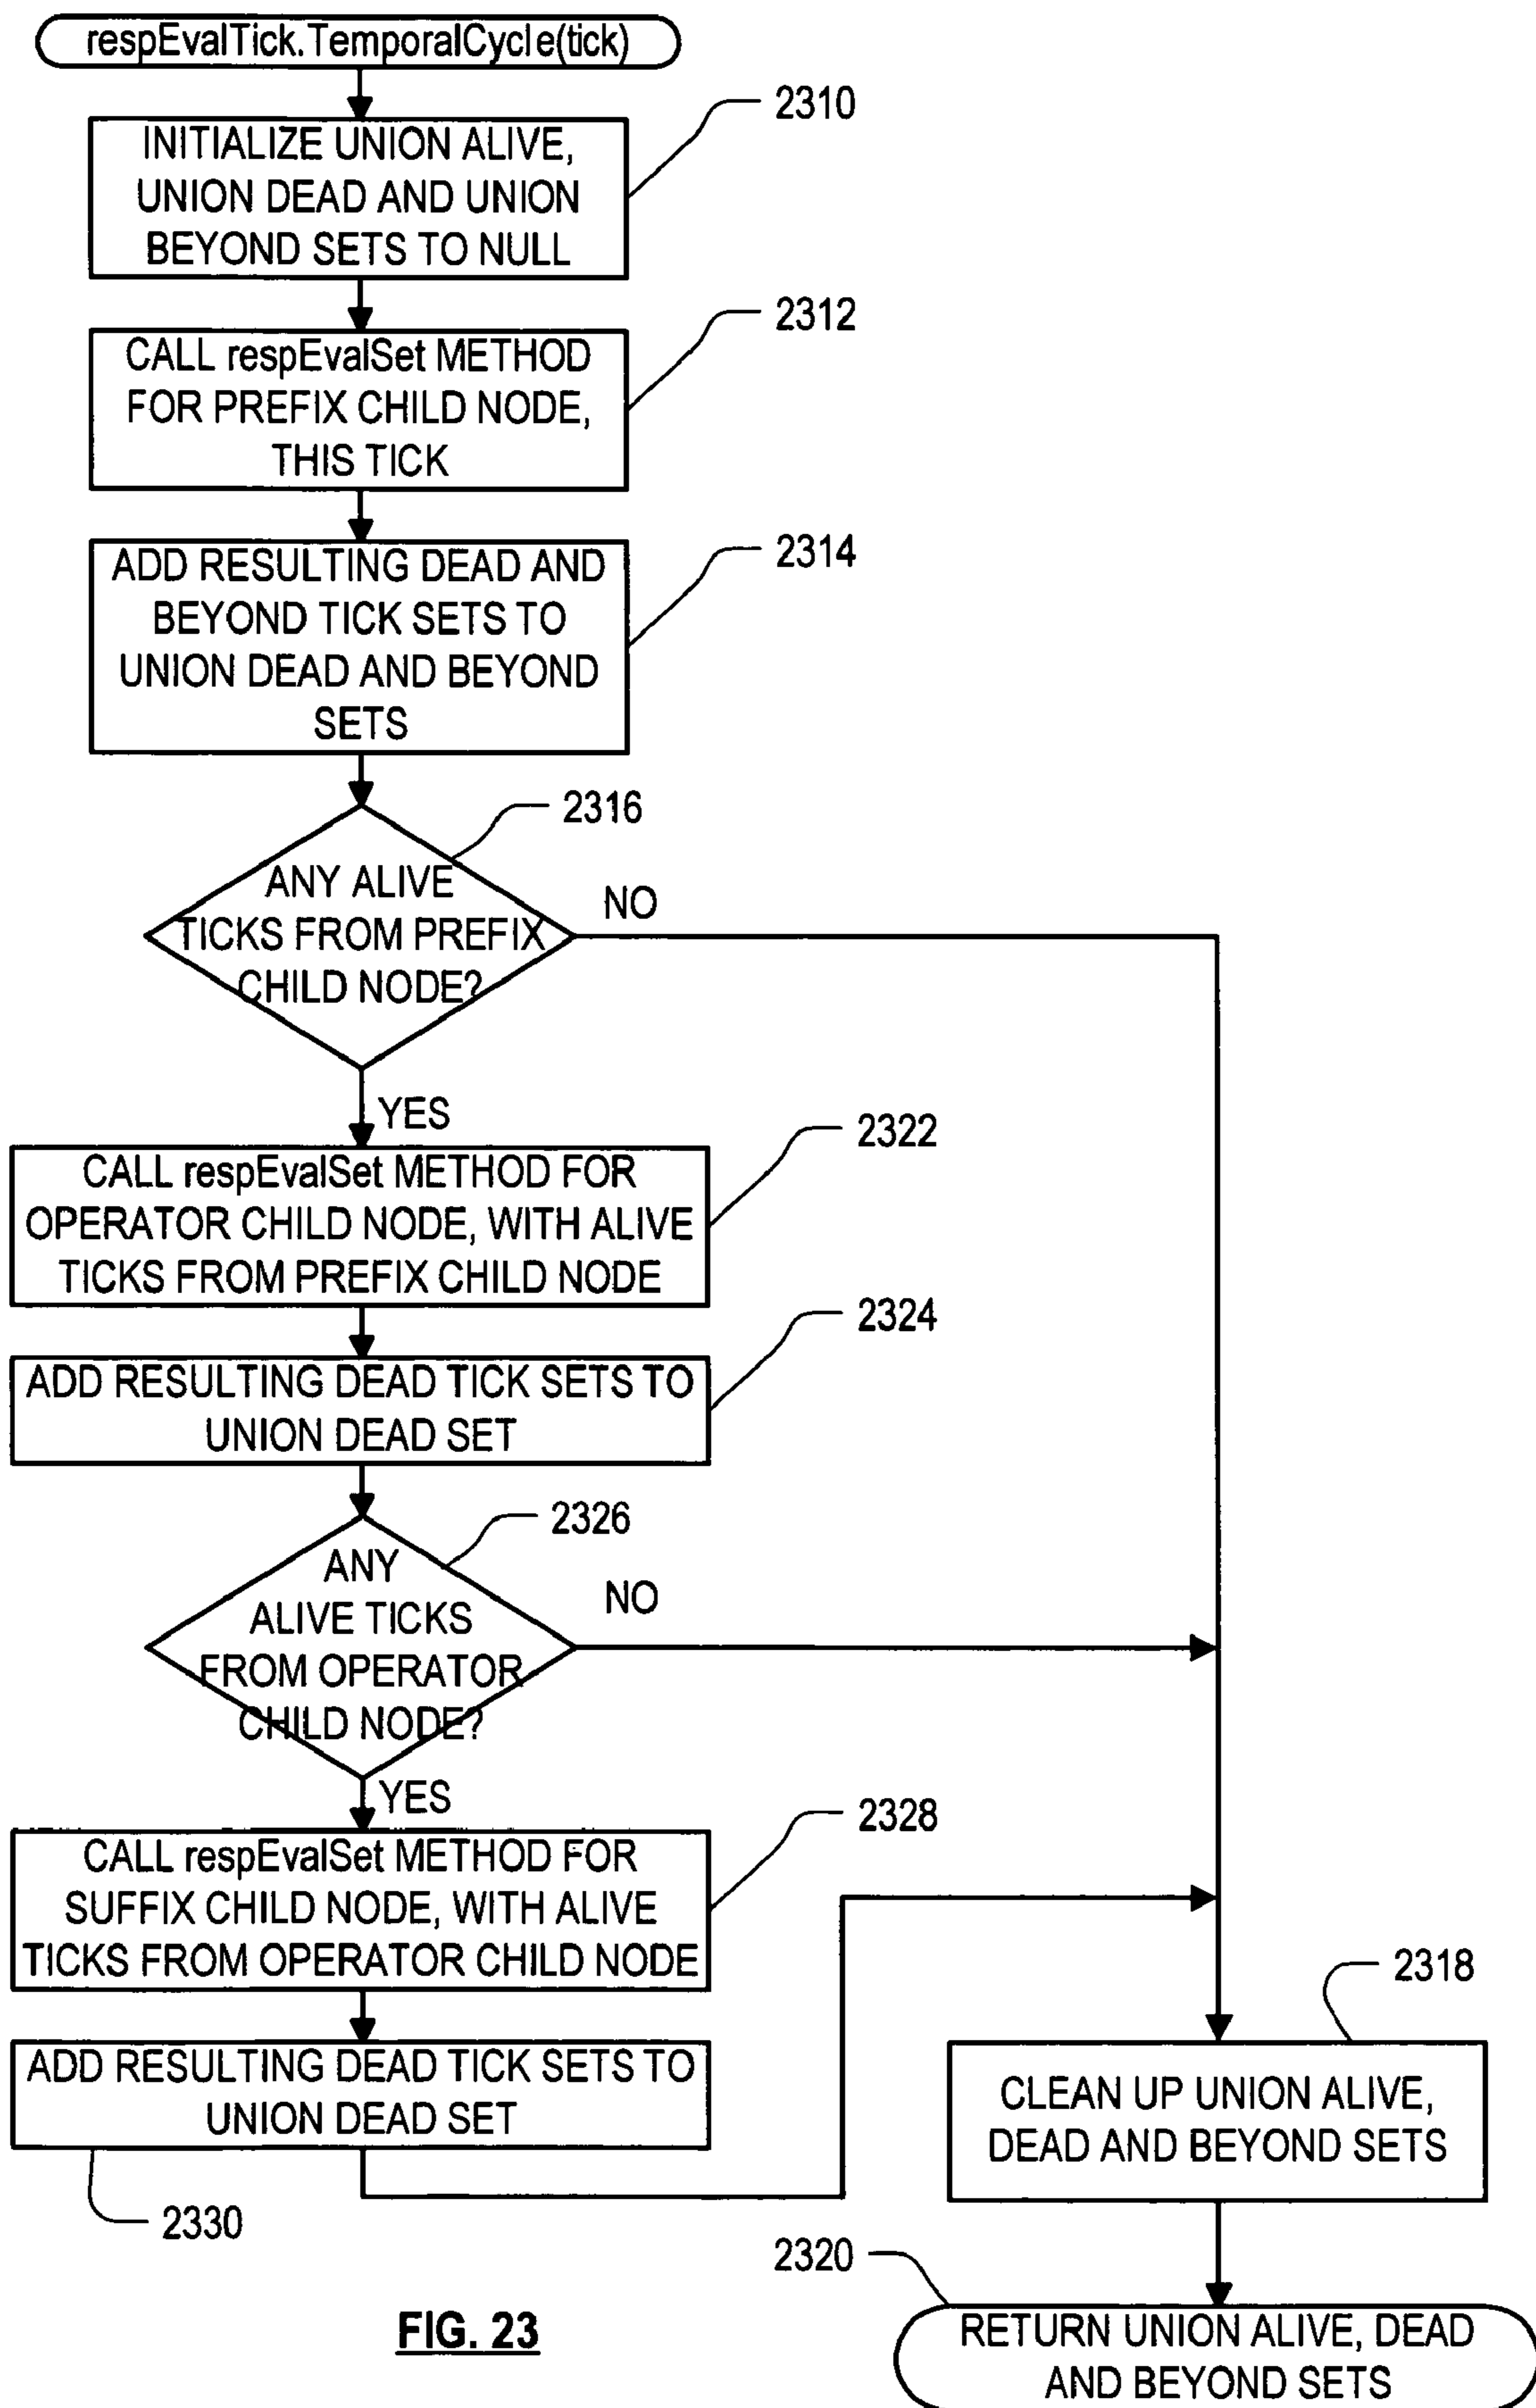 respEvalTick.TemporalCycle(tick)
2310
INITIALIZE UNION ALIVE,
UNION DEAD AND UNION
BEYOND SETS TO NULL
2312
CALL respEvalSet METHOD
FOR PREFIX CHILD NODE,
THIS TICK
2314
ADD RESULTING DEAD AND
BEYOND TICK SETS TO
UNION DEAD AND BEYOND
SETS
2316
ANY ALIVE
TICKS FROM PREFIX
CHILD NODE?
NO
YES
2322
CALL respEvalSet METHOD FOR
OPERATOR CHILD NODE, WITH ALIVE
TICKS FROM PREFIX CHILD NODE
2324
ADD RESULTING DEAD TICK SETS TO
UNION DEAD SET
2326
ANY
ALIVE TICKS
FROM OPERATOR
CHILD NODE?
NO
YES
2328
CALL respEvalSet METHOD FOR
SUFFIX CHILD NODE, WITH ALIVE
TICKS FROM OPERATOR CHILD NODE
ADD RESULTING DEAD TICK SETS TO
UNION DEAD SET
2330
2318
CLEAN UP UNION ALIVE,
DEAD AND BEYOND SETS
2320
RETURN UNION ALIVE, DEAD
AND BEYOND SETS
FIG. 23